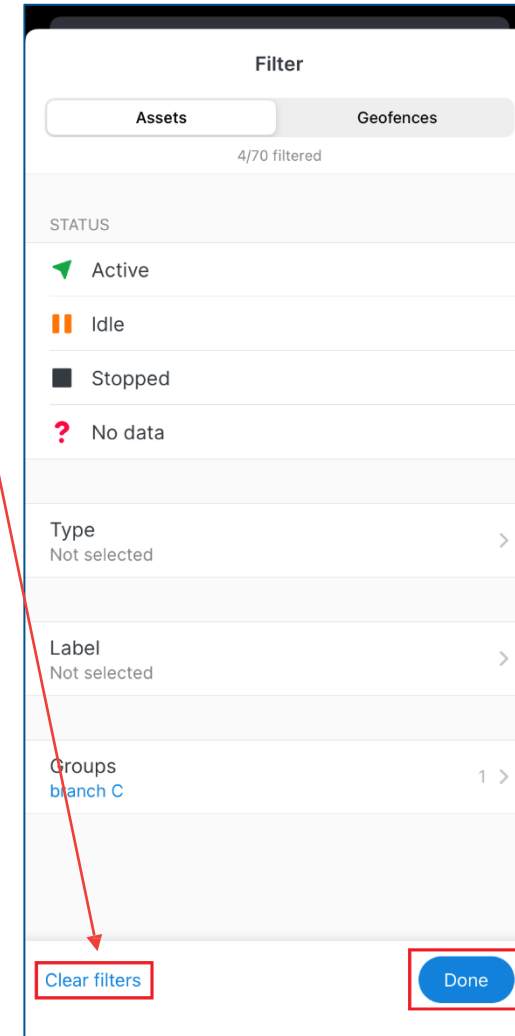 Filter
Assets
Geofences
4/70 filtered
STATUS
Active
Idle
Stopped
No data
Type
Not selected
Label
Not selected
Groups
1
branch C
Clear filters
Done